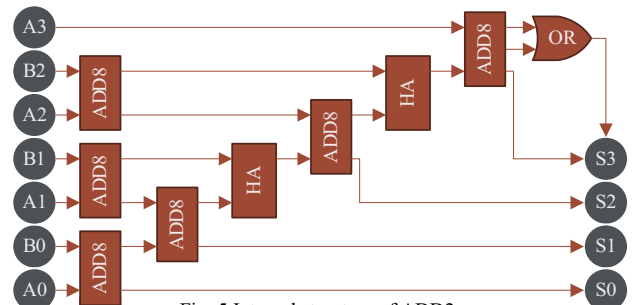 A3
OR
ADD8
B2
ADD8
HA
A2
ADD8
B1
ADD8
HA
S3
A1
ADD8
S2
B0
ADD8
S1
A0
S0
Fig. 5 Internal structure of ADD2